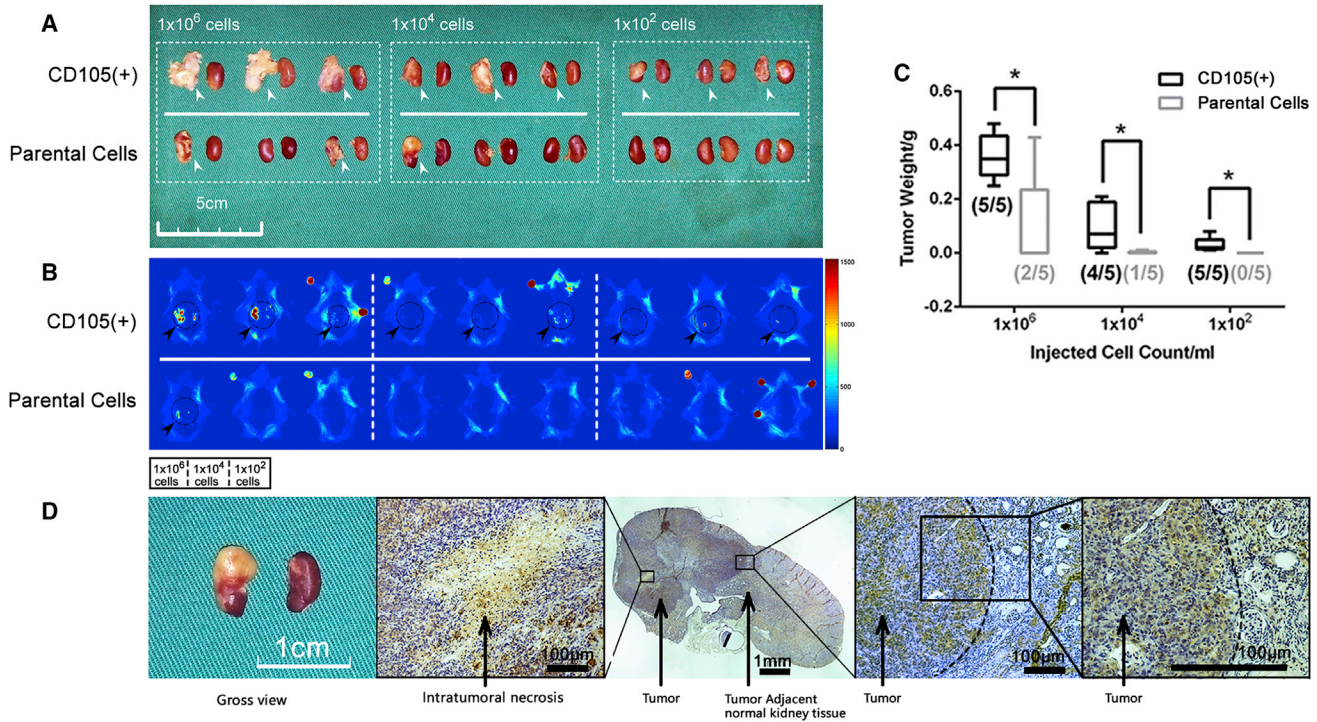 A
1x10⁶ cells
1x10⁴ cells
1x10² cells
CD105(+)
Parental Cells
5cm
B
CD105(+)
Parental Cells
1500
1000
500
0
1x10⁶ cells
1x10⁴ cells
1x10² cells
C
CD105(+)
Parental Cells
Tumor Weight/g
0.6
0.4
0.2
0.0
-0.2
*
*
*
(5/5)
(2/5)
(4/5)
(1/5)
(5/5)
(0/5)
1x10⁶
1x10⁴
1x10²
Injected Cell Count/ml
D
1cm
100μm
1mm
100μm
100μm
Gross view
Intratumoral necrosis
Tumor
Tumor Adjacent
normal kidney tissue
Tumor
Tumor